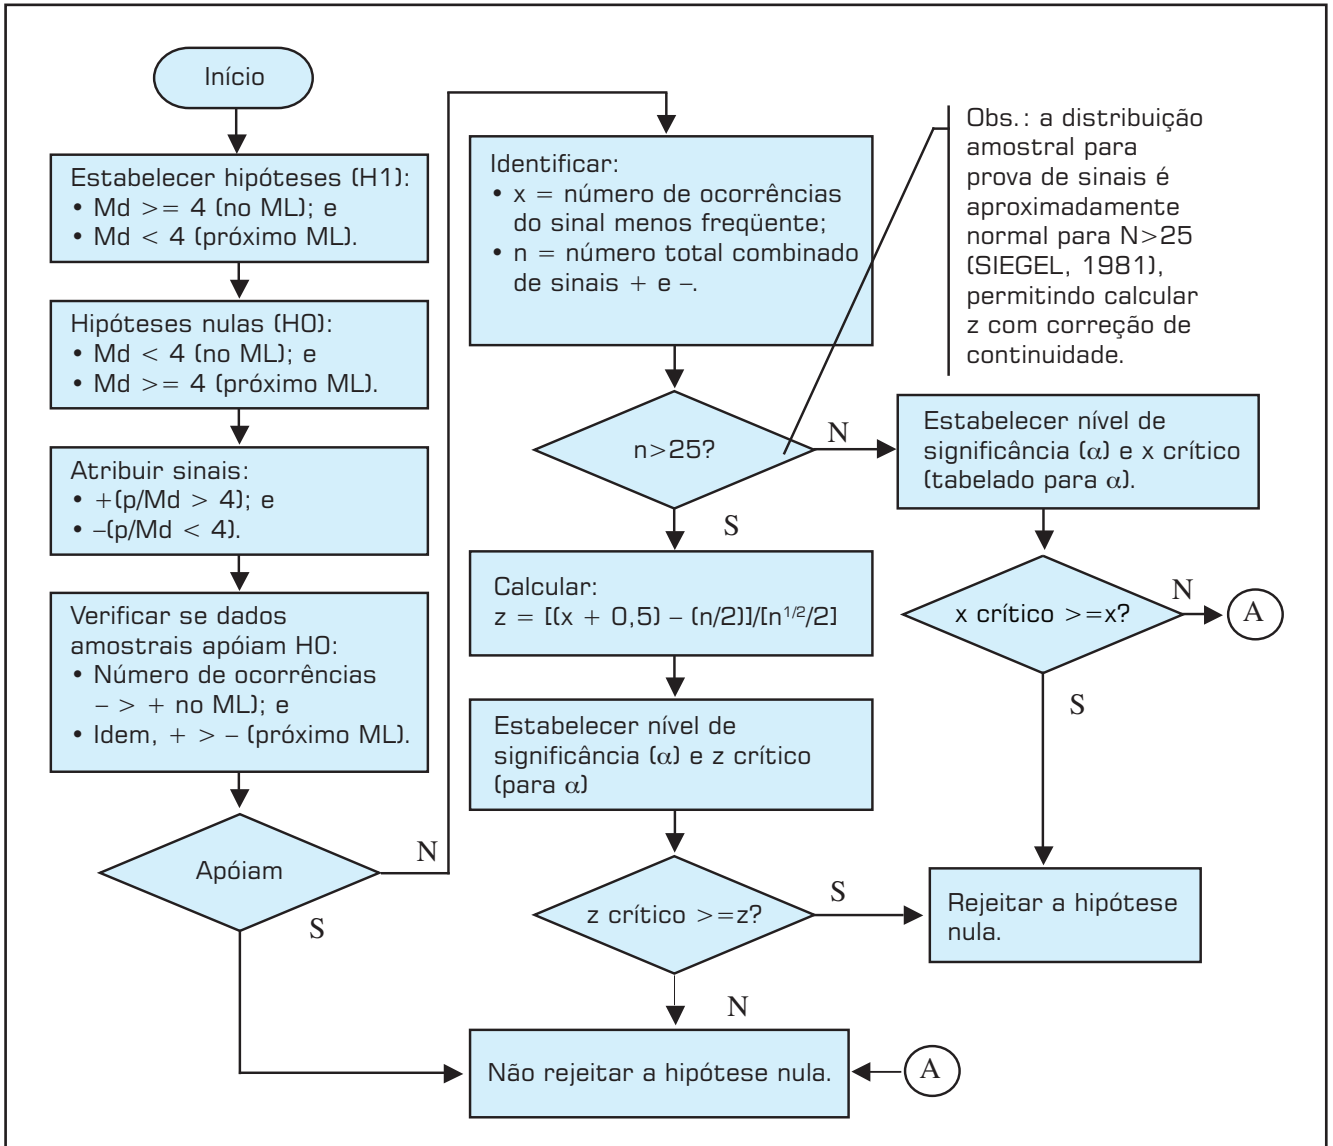 Início
Estabelecer hipóteses (H1):
• Md >= 4 (no ML); e
• Md < 4 (próximo ML).
Hipóteses nulas (H0):
• Md < 4 (no ML); e
• Md >= 4 (próximo ML).
Atribuir sinais:
• +(p/Md > 4); e
• –(p/Md < 4).
Verificar se dados
amostrais apóiam H0:
• Número de ocorrências
– > + no ML); e
• Idem, + > – (próximo ML).
Apóiam
N
S
Identificar:
• x = número de ocorrências
do sinal menos freqüente;
• n = número total combinado
de sinais + e –.
n>25?
N
S
Obs.: a distribuição
amostral para
prova de sinais é
aproximadamente
normal para N>25
(SIEGEL, 1981),
permitindo calcular
z com correção de
continuidade.
Calcular:
z = [(x + 0,5) – (n/2)]/[n^{1/2}/2]
Estabelecer nível de
significância (α) e z crítico
(para α)
z crítico >=z?
S
N
Estabelecer nível de
significância (α) e x crítico
(tabelado para α).
x crítico >=x?
N
A
S
Rejeitar a hipótese
nula.
Não rejeitar a hipótese nula.
A